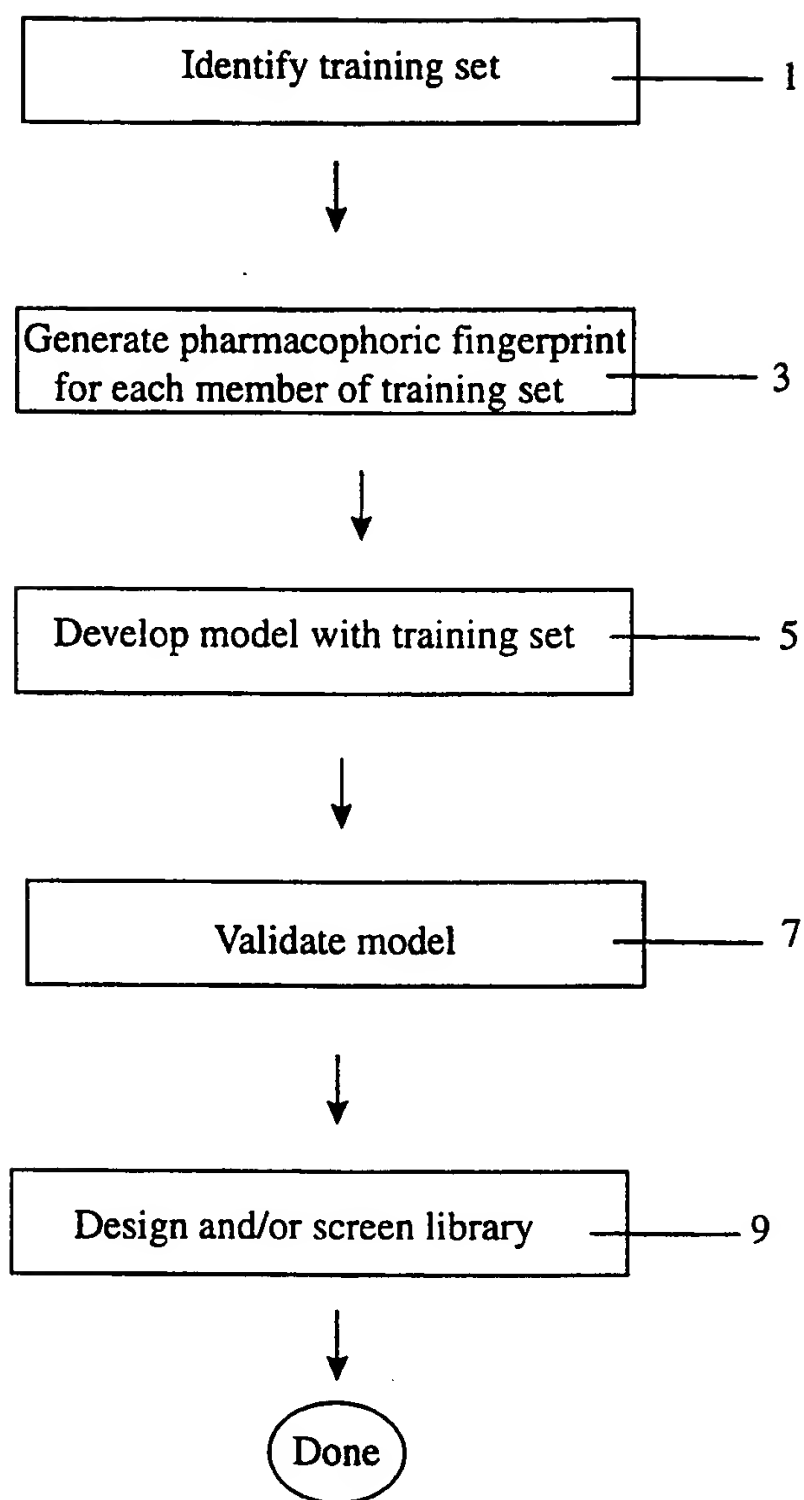 Identify training set
1
Generate pharmacophoric fingerprint
for each member of training set
3
Develop model with training set
5
Validate model
7
Design and/or screen library
9
Done